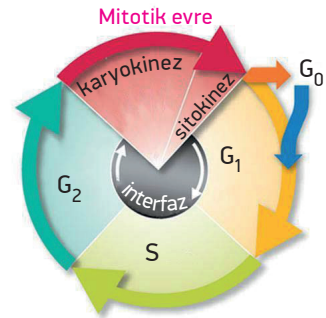 Mitotik evre
karyokinez
sitokinez
G0
G1
G2
interfaz
S